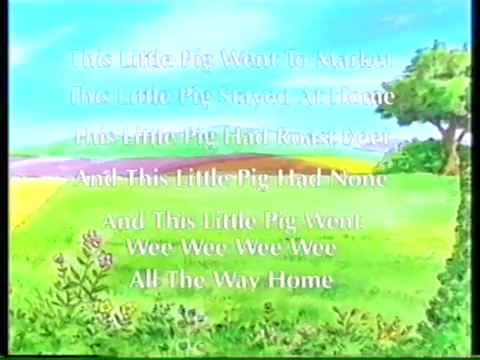 This Little Pig Went To Market
This Little Pig Stayed At Home
This Little Pig Had Roast Beef
And This Little Pig Had None
And This Little Pig Went
Wee Wee Wee Wee
All The Way Home